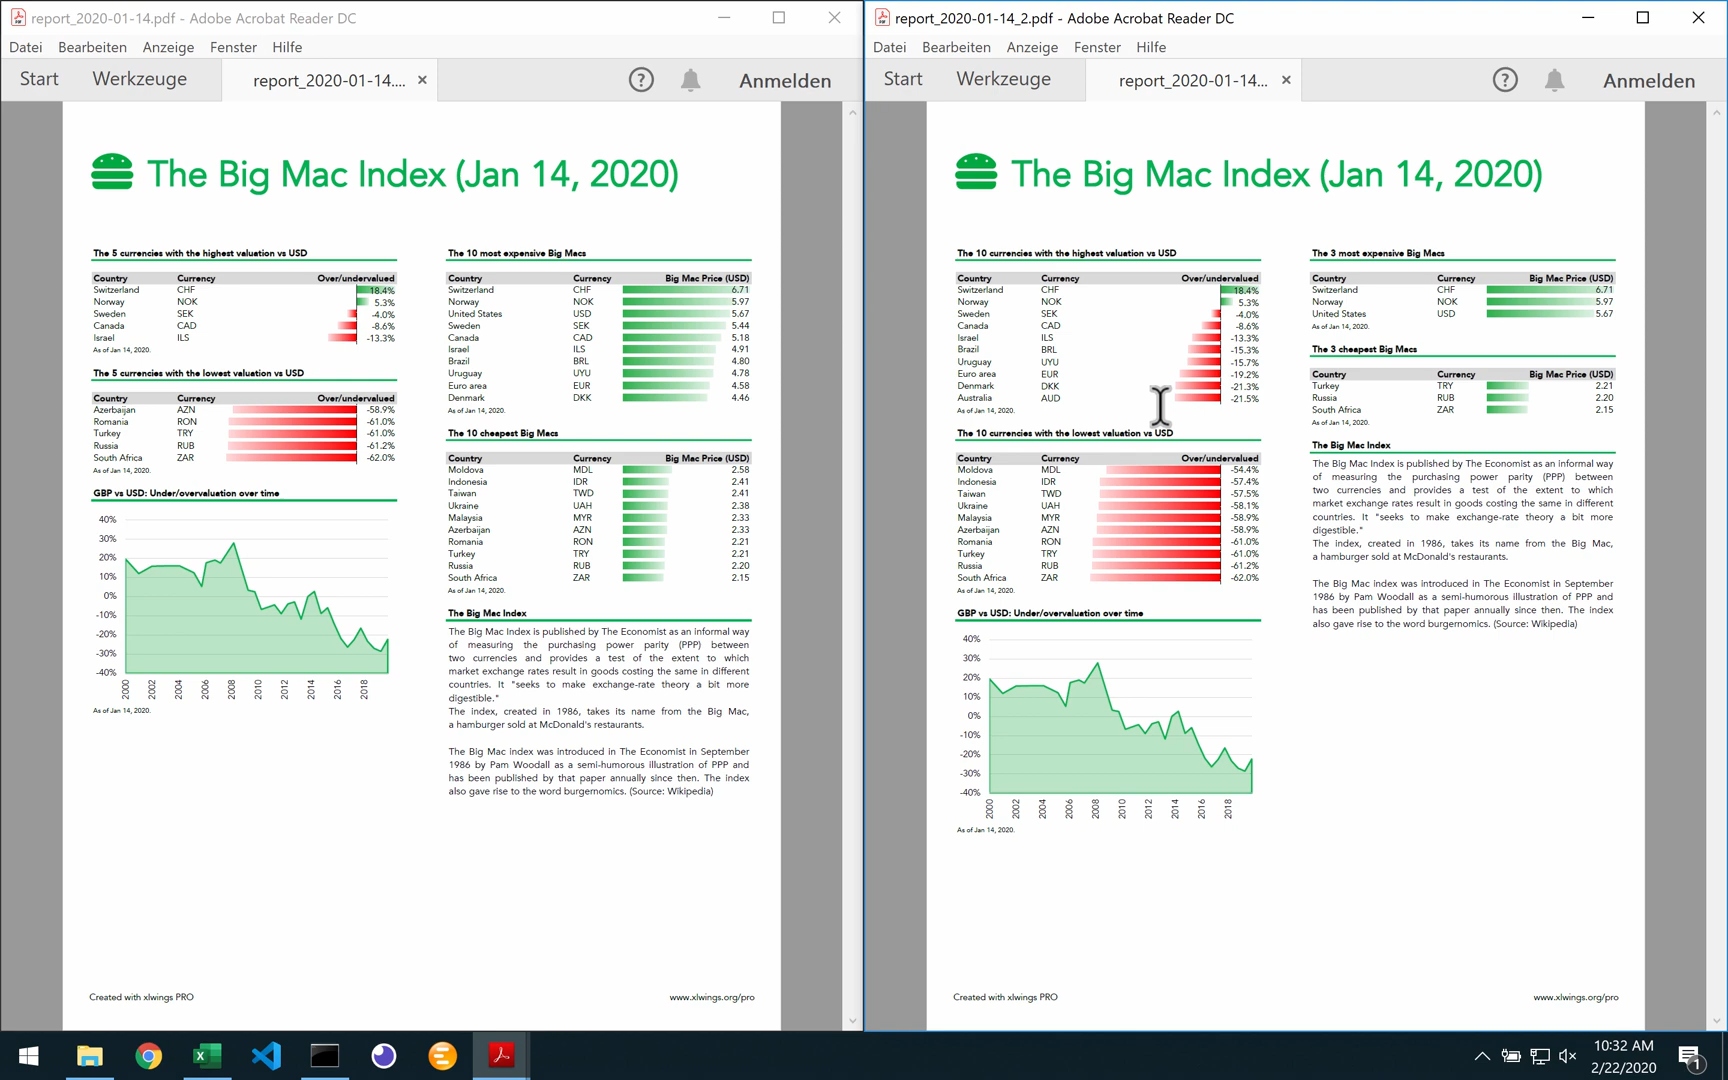 report_2020-01-14.pdf - Adobe Acrobat Reader DC
Datei Bearbeiten Anzeige Fenster Hilfe
Start Werkzeuge report_2020-01-14.... × ? Anmelden
The Big Mac Index (Jan 14, 2020)
The 5 currencies with the highest valuation vs USD
Country Currency Over/undervalued
Switzerland CHF 18.4%
Norway NOK 5.3%
Sweden SEK -4.0%
Canada CAD -8.6%
Israel ILS -13.3%
As of Jan 14, 2020.
The 5 currencies with the lowest valuation vs USD
Country Currency Over/undervalued
Azerbaijan AZN -58.9%
Romania RON -61.0%
Turkey TRY -61.0%
Russia RUB -61.2%
South Africa ZAR -62.0%
As of Jan 14, 2020.
GBP vs USD: Under/overvaluation over time
40%
30%
20%
10%
0%
-10%
-20%
-30%
-40%
2000 2002 2004 2006 2008 2010 2012 2014 2016 2018
As of Jan 14, 2020.
The 10 most expensive Big Macs
Country Currency Big Mac Price (USD)
Switzerland CHF 6.71
Norway NOK 5.97
United States USD 5.67
Sweden SEK 5.44
Canada CAD 5.18
Israel ILS 4.91
Brazil BRL 4.80
Uruguay UYU 4.78
Euro area EUR 4.58
Denmark DKK 4.46
As of Jan 14, 2020.
The 10 cheapest Big Macs
Country Currency Big Mac Price (USD)
Moldova MDL 2.58
Indonesia IDR 2.41
Taiwan TWD 2.41
Ukraine UAH 2.38
Malaysia MYR 2.33
Azerbaijan AZN 2.33
Romania RON 2.21
Turkey TRY 2.21
Russia RUB 2.20
South Africa ZAR 2.15
As of Jan 14, 2020.
The Big Mac Index
The Big Mac Index is published by The Economist as an informal way
of measuring the purchasing power parity (PPP) between
two currencies and provides a test of the extent to which
market exchange rates result in goods costing the same in different
countries. It "seeks to make exchange-rate theory a bit more
digestible."
The index, created in 1986, takes its name from the Big Mac,
a hamburger sold at McDonald's restaurants.
The Big Mac index was introduced in The Economist in September
1986 by Pam Woodall as a semi-humorous illustration of PPP and
has been published by that paper annually since then. The index
also gave rise to the word burgernomics. (Source: Wikipedia)
Created with xlwings PRO www.xlwings.org/pro
report_2020-01-14_2.pdf - Adobe Acrobat Reader DC
Datei Bearbeiten Anzeige Fenster Hilfe
Start Werkzeuge report_2020-01-14... × ? Anmelden
The Big Mac Index (Jan 14, 2020)
The 10 currencies with the highest valuation vs USD
Country Currency Over/undervalued
Switzerland CHF 18.4%
Norway NOK 5.3%
Sweden SEK -4.0%
Canada CAD -8.6%
Israel ILS -13.3%
Brazil BRL -15.3%
Uruguay UYU -15.7%
Euro area EUR -19.2%
Denmark DKK -21.3%
Australia AUD -21.5%
As of Jan 14, 2020.
The 10 currencies with the lowest valuation vs USD
Country Currency Over/undervalued
Moldova MDL -54.4%
Indonesia IDR -57.4%
Taiwan TWD -57.5%
Ukraine UAH -58.1%
Malaysia MYR -58.9%
Azerbaijan AZN -58.9%
Romania RON -61.0%
Turkey TRY -61.0%
Russia RUB -61.2%
South Africa ZAR -62.0%
As of Jan 14, 2020.
GBP vs USD: Under/overvaluation over time
40%
30%
20%
10%
0%
-10%
-20%
-30%
-40%
2000 2002 2004 2006 2008 2010 2012 2014 2016 2018
As of Jan 14, 2020.
The 3 most expensive Big Macs
Country Currency Big Mac Price (USD)
Switzerland CHF 6.71
Norway NOK 5.97
United States USD 5.67
As of Jan 14, 2020.
The 3 cheapest Big Macs
Country Currency Big Mac Price (USD)
Turkey TRY 2.21
Russia RUB 2.20
South Africa ZAR 2.15
As of Jan 14, 2020.
The Big Mac Index
The Big Mac Index is published by The Economist as an informal way
of measuring the purchasing power parity (PPP) between
two currencies and provides a test of the extent to which
market exchange rates result in goods costing the same in different
countries. It "seeks to make exchange-rate theory a bit more
digestible."
The index, created in 1986, takes its name from the Big Mac,
a hamburger sold at McDonald's restaurants.
The Big Mac index was introduced in The Economist in September
1986 by Pam Woodall as a semi-humorous illustration of PPP and
has been published by that paper annually since then. The index
also gave rise to the word burgernomics. (Source: Wikipedia)
Created with xlwings PRO www.xlwings.org/pro
10:32 AM
2/22/2020
1